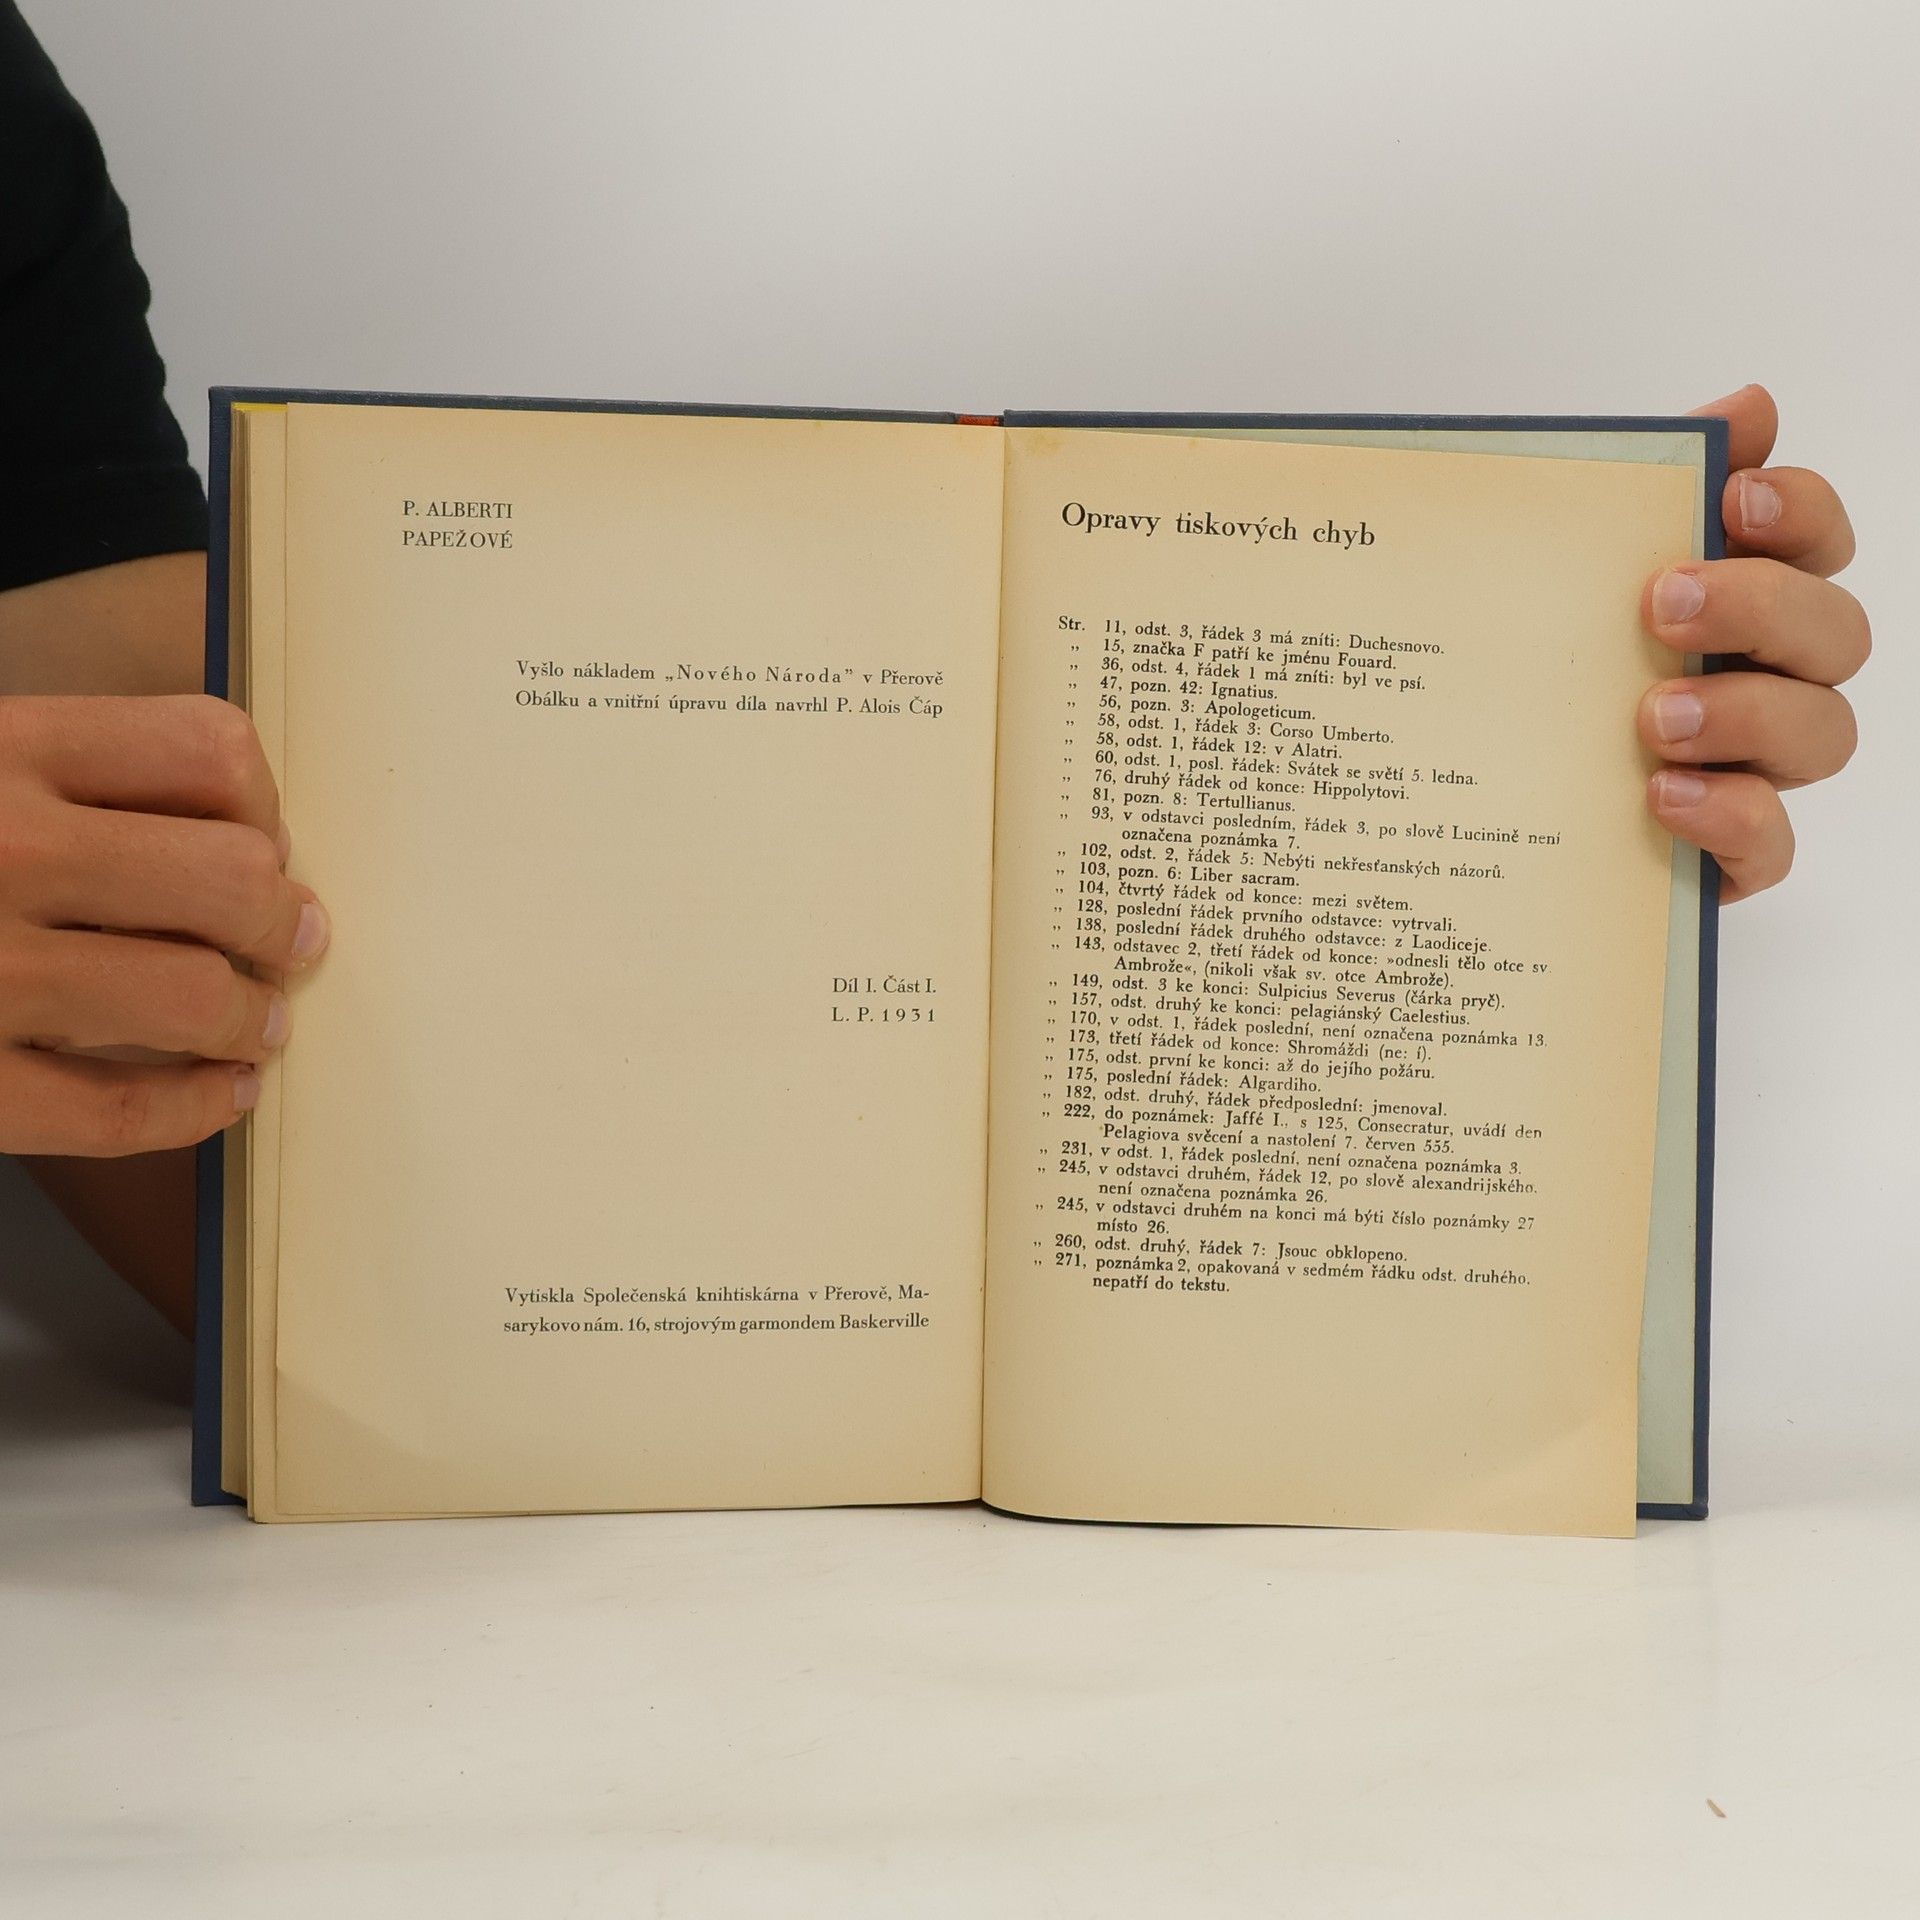 P. ALBERTI
PAPEŽOVÉ
Vyšlo nákladem „Nového Národa” v Přerově
Obálku a vnitřní úpravu díla navrhl P. Alois Čáp
Díl I. Část I.
L. P. 1931
Vytiskla Společenská knihtiskárna v Přerově, Ma-
sarykovo nám. 16, strojovým garmondem Baskerville
Opravy tiskových chyb
Str. 11, odst. 3, řádek 3 má zníti: Duchesnovo.
„ 15, značka F patří ke jménu Fouard.
„ 36, odst. 4, řádek 1 má zníti: byl ve psí.
„ 47, pozn. 42: Ignatius.
„ 56, pozn. 3: Apologeticum.
„ 58, odst. 1, řádek 3: Corso Umberto.
„ 58, odst. 1, řádek 12: v Alatri.
„ 60, odst. 1, posl. řádek: Svátek se světí 5. ledna.
„ 76, druhý řádek od konce: Hippolytovi.
„ 81, pozn. 8: Tertullianus.
„ 93, v odstavci posledním, řádek 3, po slově Lucinině není
označena poznámka 7.
„ 102, odst. 2, řádek 5: Nebýti nekřesťanských názorů.
„ 103, pozn. 6: Liber sacram.
„ 104, čtvrtý řádek od konce: mezi světem.
„ 128, poslední řádek prvního odstavce: vytrvali.
„ 138, poslední řádek druhého odstavce: z Laodiceje.
„ 143, odstavec 2, třetí řádek od konce: »odnesli tělo otce sv.
Ambrože«, (nikoli však sv. otce Ambrože).
„ 149, odst. 3 ke konci: Sulpicius Severus (čárka pryč).
„ 157, odst. druhý ke konci: pelagiánský Caelestius.
„ 170, v odst. 1, řádek poslední, není označena poznámka 13.
„ 173, třetí řádek od konce: Shromáždi (ne: í).
„ 175, odst. první ke konci: až do jejího požáru.
„ 175, poslední řádek: Algardiho.
„ 182, odst. druhý, řádek předposlední: jmenoval.
„ 222, do poznámek: Jaffé I., s 125, Consecratur, uvádí den
Pelagiova svěcení a nastolení 7. červen 555.
„ 231, v odst. 1, řádek poslední, není označena poznámka 3.
„ 245, v odstavci druhém, řádek 12, po slově alexandrijského.
není označena poznámka 26.
„ 245, v odstavci druhém na konci má býti číslo poznámky 27
místo 26.
„ 260, odst. druhý, řádek 7: Jsouc obklopeno.
„ 271, poznámka 2, opakovaná v sedmém řádku odst. druhého.
nepatří do tekstu.